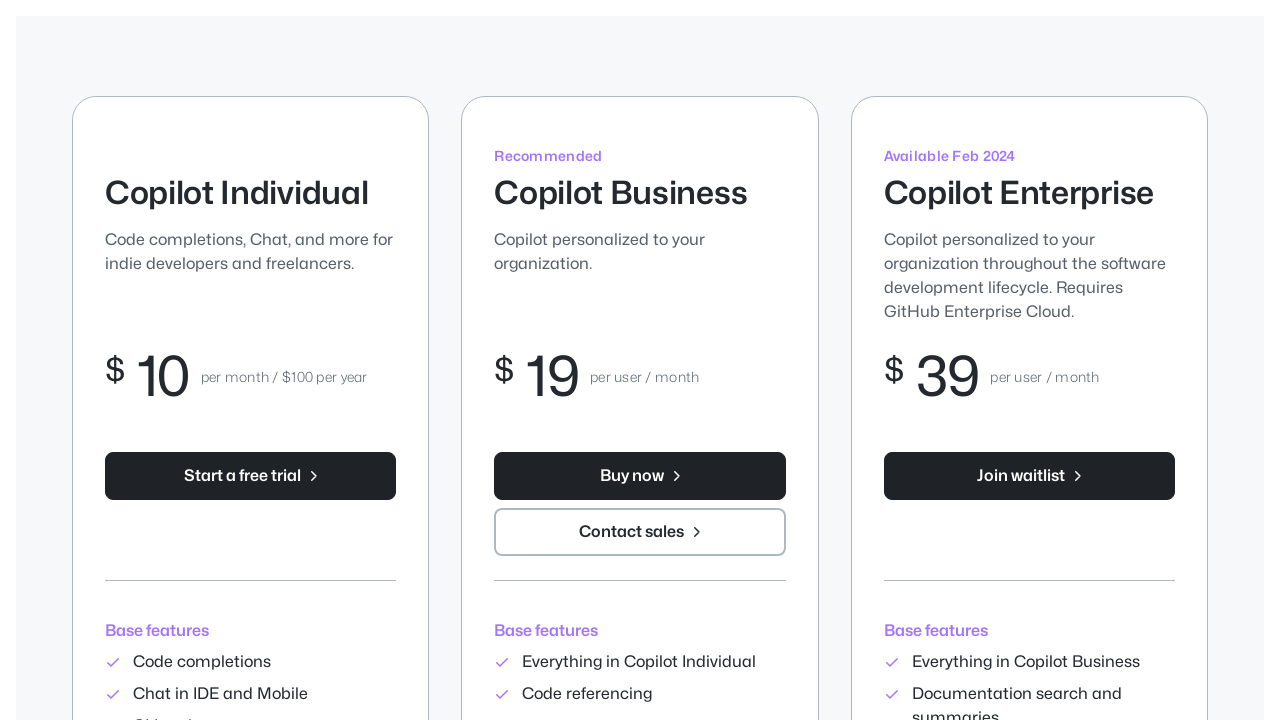 Copilot Individual
Code completions, Chat, and more for
indie developers and freelancers.
$ 10 per month / $100 per year
Start a free trial
Base features
Code completions
Chat in IDE and Mobile
Recommended
Copilot Business
Copilot personalized to your
organization.
$ 19 per user / month
Buy now
Contact sales
Base features
Everything in Copilot Individual
Code referencing
Available Feb 2024
Copilot Enterprise
Copilot personalized to your
organization throughout the software
development lifecycle. Requires
GitHub Enterprise Cloud.
$ 39 per user / month
Join waitlist
Base features
Everything in Copilot Business
Documentation search and
summaries